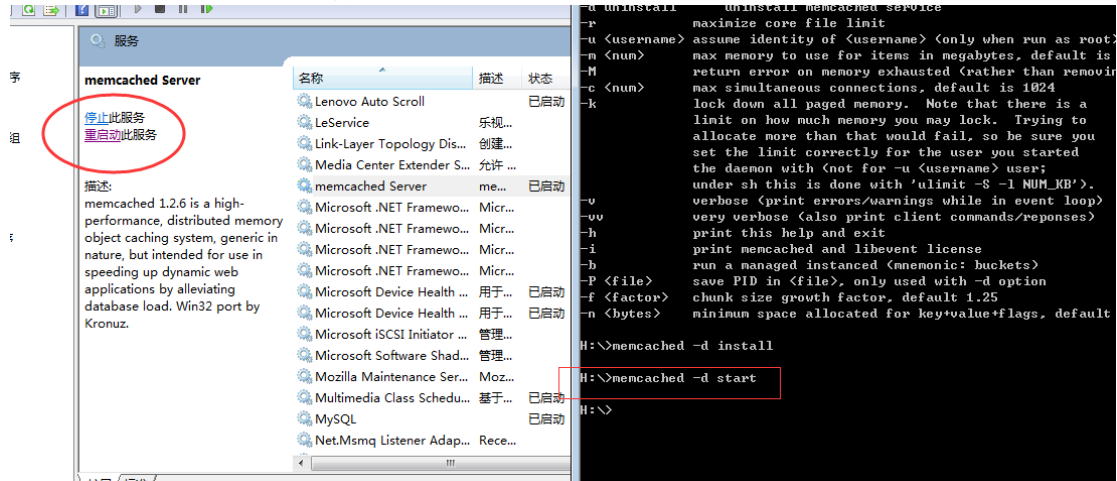 服务
memcached Server
停止此服务
重启动此服务
描述:
memcached 1.2.6 is a high-
performance, distributed memory
object caching system, generic in
nature, but intended for use in
speeding up dynamic web
applications by alleviating
database load. Win32 port by
Kronuz.
序
组
名称 描述 状态
Lenovo Auto Scroll 已启动
LeService 乐视...
Link-Layer Topology Dis... 创建...
Media Center Extender S... 允许 ...
memcached Server me... 已启动
Microsoft .NET Framewo... Micr...
Microsoft .NET Framewo... Micr...
Microsoft .NET Framewo... Micr...
Microsoft .NET Framewo... Micr...
Microsoft Device Health ... 用于... 已启动
Microsoft Device Health ... 用于... 已启动
Microsoft iSCSI Initiator ... 管理...
Microsoft Software Shad... 管理...
Mozilla Maintenance Ser... Moz...
Multimedia Class Schedu... 基于... 已启动
MySQL 已启动
Net.Msmq Listener Adap... Rece...
-d uninstall uninstall memcached service
-r maximize core file limit
-u <username> assume identity of <username> (only when run as root)
-m <num> max memory to use for items in megabytes, default is
-M return error on memory exhausted (rather than removin
-c <num> max simultaneous connections, default is 1024
-k lock down all paged memory. Note that there is a
limit on how much memory you may lock. Trying to
allocate more than that would fail, so be sure you
set the limit correctly for the user you started
the daemon with (not for -u <username> user;
under sh this is done with 'ulimit -S -l NUM_KB').
-v verbose (print errors/warnings while in event loop)
-vv very verbose (also print client commands/reponses)
-h print this help and exit
-i print memcached and libevent license
-b run a managed instanced (mnemonic: buckets)
-P <file> save PID in <file>, only used with -d option
-f <factor> chunk size growth factor, default 1.25
-n <bytes> minimum space allocated for key+value+flags, default
H:\>memcached -d install
H:\>memcached -d start
H:\>